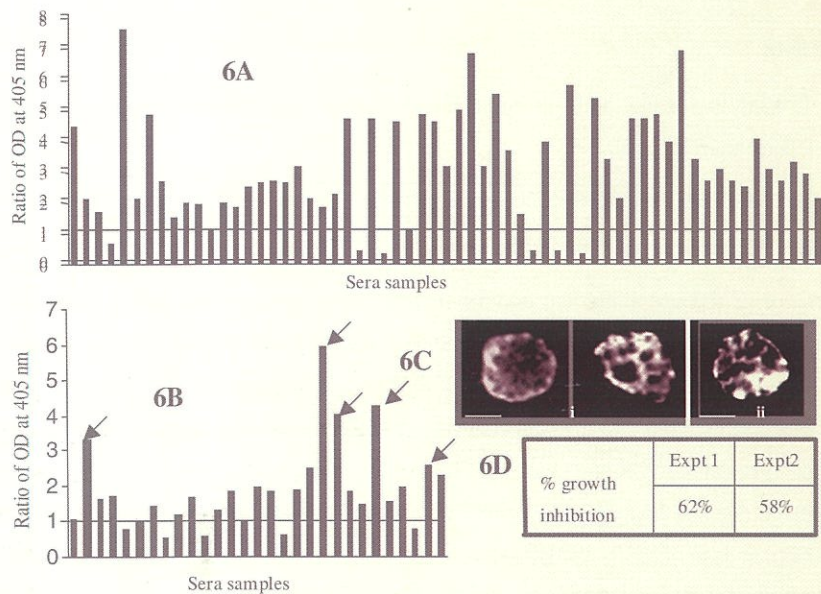 8
7
6
5
4
3
2
1
0
Ratio of OD at 405 nm
6A
Sera samples
7
6
5
4
3
2
1
0
Ratio of OD at 405 nm
6B
Sera samples
6C
i
ii
6D
% growth inhibition
Expt 1 Expt2
62% 58%